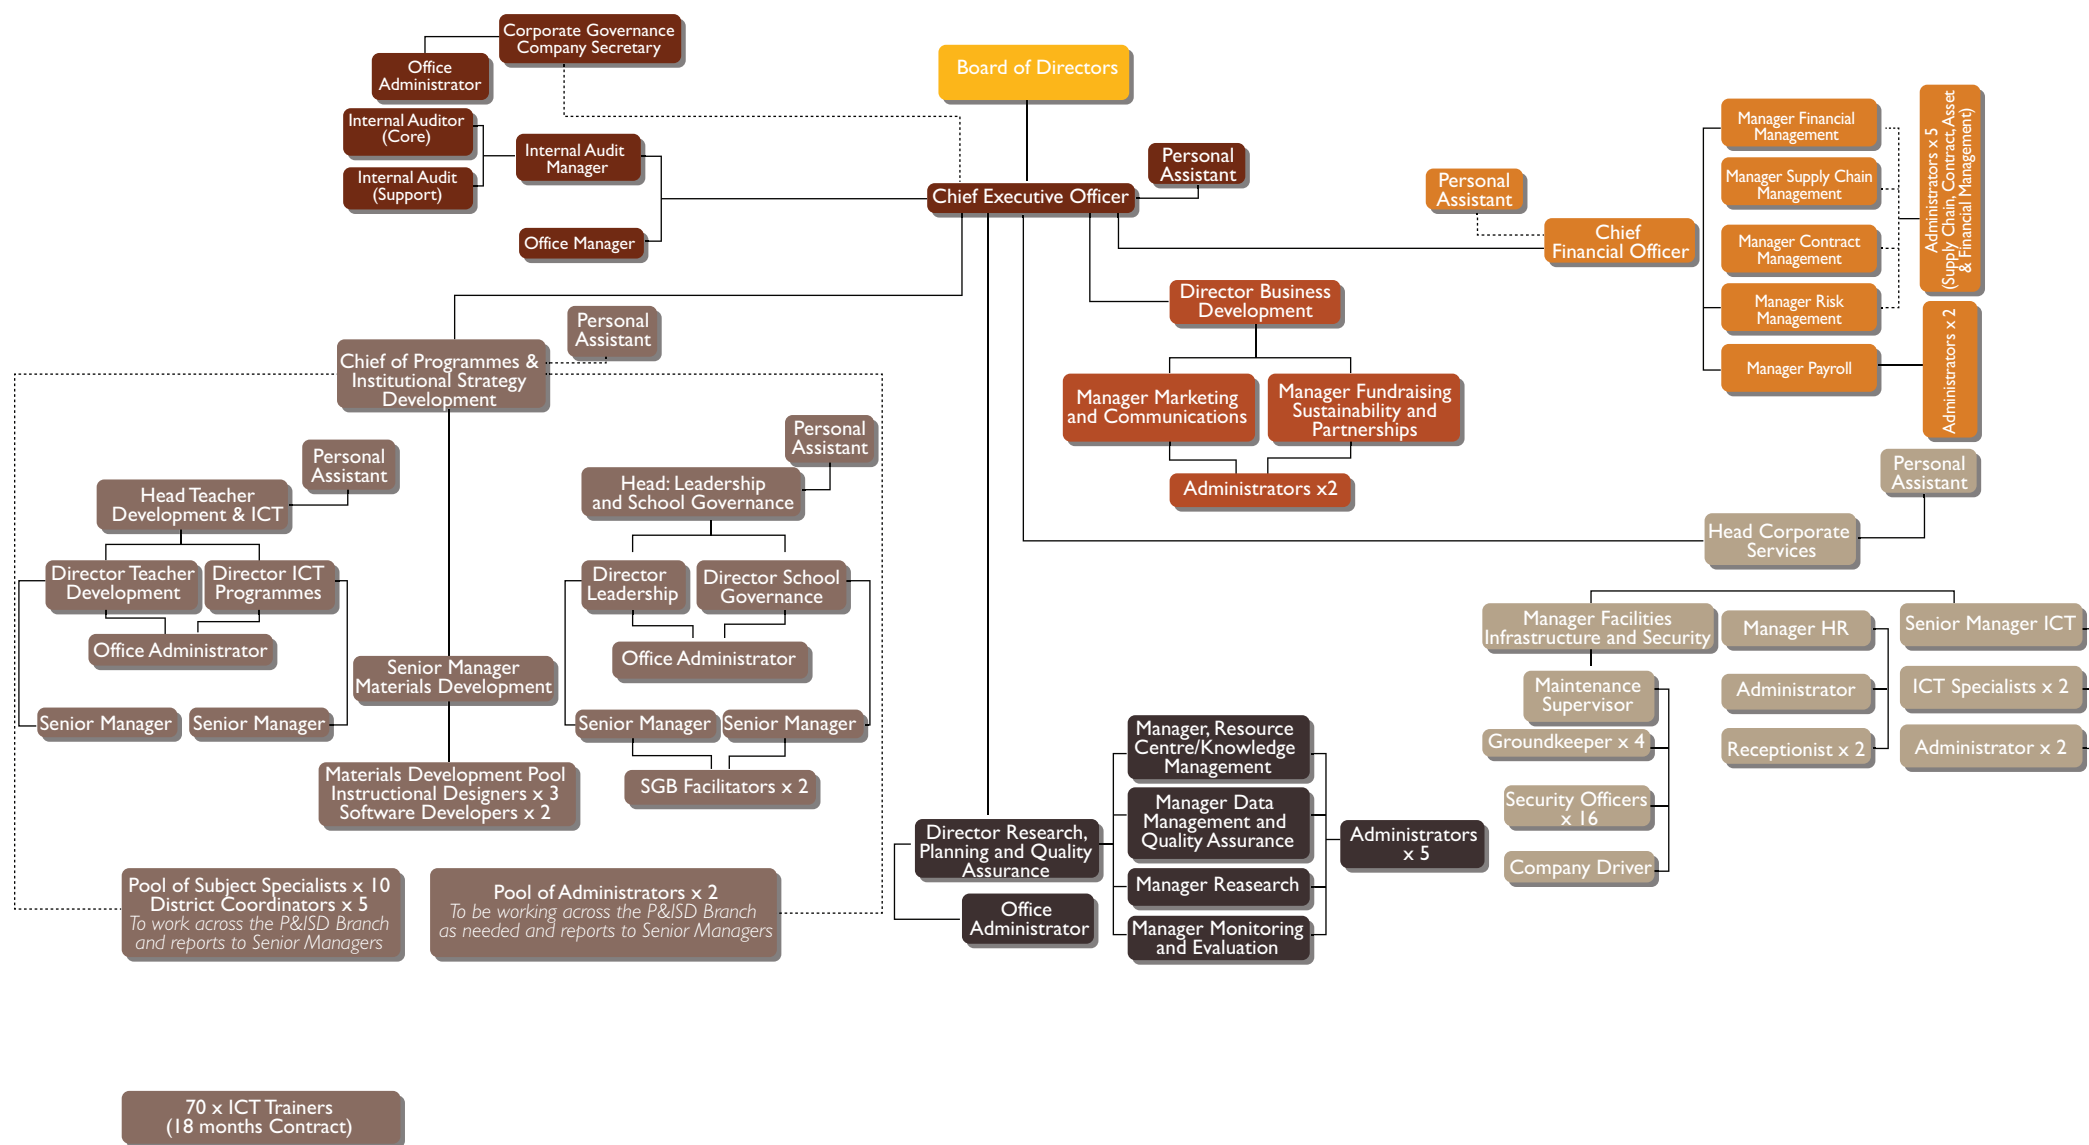 Corporate Governance
Company Secretary
Office
Administrator
Internal Auditor
(Core)
Internal Audit
(Support)
Internal Audit
Manager
Office Manager
Board of Directors
Chief Executive Officer
Personal
Assistant
Personal
Assistant
Chief
Financial Officer
Manager Financial
Management
Manager Supply Chain
Management
Manager Contract
Management
Manager Risk
Management
Manager Payroll
Administrators x 5
(Supply Chain, Contract, Asset
& Financial Management)
Administrators x 2
Director Business
Development
Manager Marketing
and Communications
Manager Fundraising
Sustainability and
Partnerships
Administrators x2
Personal
Assistant
Chief of Programmes &
Institutional Strategy
Development
Personal
Assistant
Head Teacher
Development & ICT
Director Teacher
Development
Director ICT
Programmes
Office Administrator
Senior Manager
Senior Manager
Senior Manager
Materials Development
Materials Development Pool
Instructional Designers x 3
Software Developers x 2
Personal
Assistant
Head: Leadership
and School Governance
Director
Leadership
Director School
Governance
Office Administrator
Senior Manager
Senior Manager
SGB Facilitators x 2
Pool of Subject Specialists x 10
District Coordinators x 5
To work across the P&ISD Branch
and reports to Senior Managers
Pool of Administrators x 2
To be working across the P&ISD Branch
as needed and reports to Senior Managers
70 x ICT Trainers
(18 months Contract)
Director Research,
Planning and Quality
Assurance
Office
Administrator
Manager, Resource
Centre/Knowledge
Management
Manager Data
Management and
Quality Assurance
Manager Reasearch
Manager Monitoring
and Evaluation
Administrators
x 5
Personal
Assistant
Head Corporate
Services
Manager Facilities
Infrastructure and Security
Maintenance
Supervisor
Groundkeeper x 4
Security Officers
x 16
Company Driver
Manager HR
Administrator
Receptionist x 2
Senior Manager ICT
ICT Specialists x 2
Administrator x 2